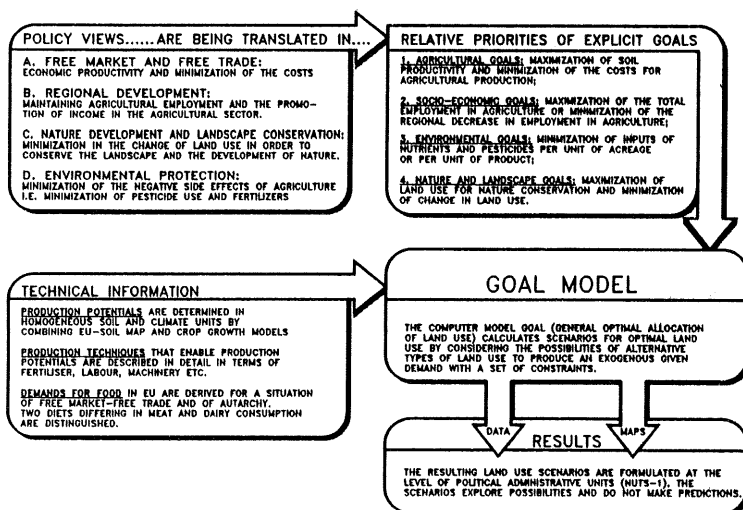 POLICY VIEWS......ARE BEING TRANSLATED IN....
A. FREE MARKET AND FREE TRADE:
ECONOMIC PRODUCTIVITY AND MINIMIZATION OF THE COSTS
B. REGIONAL DEVELOPMENT:
MAINTAINING AGRICULTURAL EMPLOYMENT AND THE PROMO-
TION OF INCOME IN THE AGRICULTURAL SECTOR.
C. NATURE DEVELOPMENT AND LANDSCAPE CONSERVATION:
MINIMIZATION IN THE CHANGE OF LAND USE IN ORDER TO
CONSERVE THE LANDSCAPE AND THE DEVELOPMENT OF NATURE.
D. ENVIRONMENTAL PROTECTION:
MINIMIZATION OF THE NEGATIVE SIDE EFFECTS OF AGRICULTURE
I.E. MINIMIZATION OF PESTICIDE USE AND FERTILIZERS
RELATIVE PRIORITIES OF EXPLICIT GOALS
1. AGRICULTURAL GOALS: MAXIMIZATION OF SOIL
PRODUCTIVITY AND MINIMIZATION OF THE COSTS FOR
AGRICULTURAL PRODUCTION;
2. SOCIO-ECONOMIC GOALS: MAXIMIZATION OF THE TOTAL
EMPLOYMENT IN AGRICULTURE OR MINIMIZATION OF THE
REGIONAL DECREASE IN EMPLOYMENT IN AGRICULTURE;
3. ENVIRONMENTAL GOALS: MINIMIZATION OF INPUTS OF
NUTRIENTS AND PESTICIDES PER UNIT OF ACREAGE
OR PER UNIT OF PRODUCT;
4. NATURE AND LANDSCAPE GOALS: MAXIMIZATION OF
LAND USE FOR NATURE CONSERVATION AND MINIMIZATION
OF CHANGE IN LAND USE.
TECHNICAL INFORMATION
PRODUCTION POTENTIALS ARE DETERMINED IN
HOMOGENEOUS SOIL AND CLIMATE UNITS BY
COMBINING EU-SOIL MAP AND CROP GROWTH MODELS
PRODUCTION TECHNIQUES THAT ENABLE PRODUCTION
POTENTIALS ARE DESCRIBED IN DETAIL IN TERMS OF
FERTILISER, LABOUR, MACHINERY ETC.
DEMANDS FOR FOOD IN EU ARE DERIVED FOR A SITUATION
OF FREE MARKET-FREE TRADE AND OF AUTARCHY.
TWO DIETS DIFFERING IN MEAT AND DAIRY CONSUMPTION
ARE DISTINGUISHED.
GOAL MODEL
THE COMPUTER MODEL GOAL (GENERAL OPTIMAL ALLOCATION
OF LAND USE) CALCULATES SCENARIOS FOR OPTIMAL LAND
USE BY CONSIDERING THE POSSIBILITIES OF ALTERNATIVE
TYPES OF LAND USE TO PRODUCE AN EXOGENOUS GIVEN
DEMAND WITH A SET OF CONSTRAINTS.
DATA
MAPS
RESULTS
THE RESULTING LAND USE SCENARIOS ARE FORMULATED AT THE
LEVEL OF POLITICAL ADMINISTRATIVE UNITS (NUTS-1). THE
SCENARIOS EXPLORE POSSIBILITIES AND DO NOT MAKE PREDICTIONS.